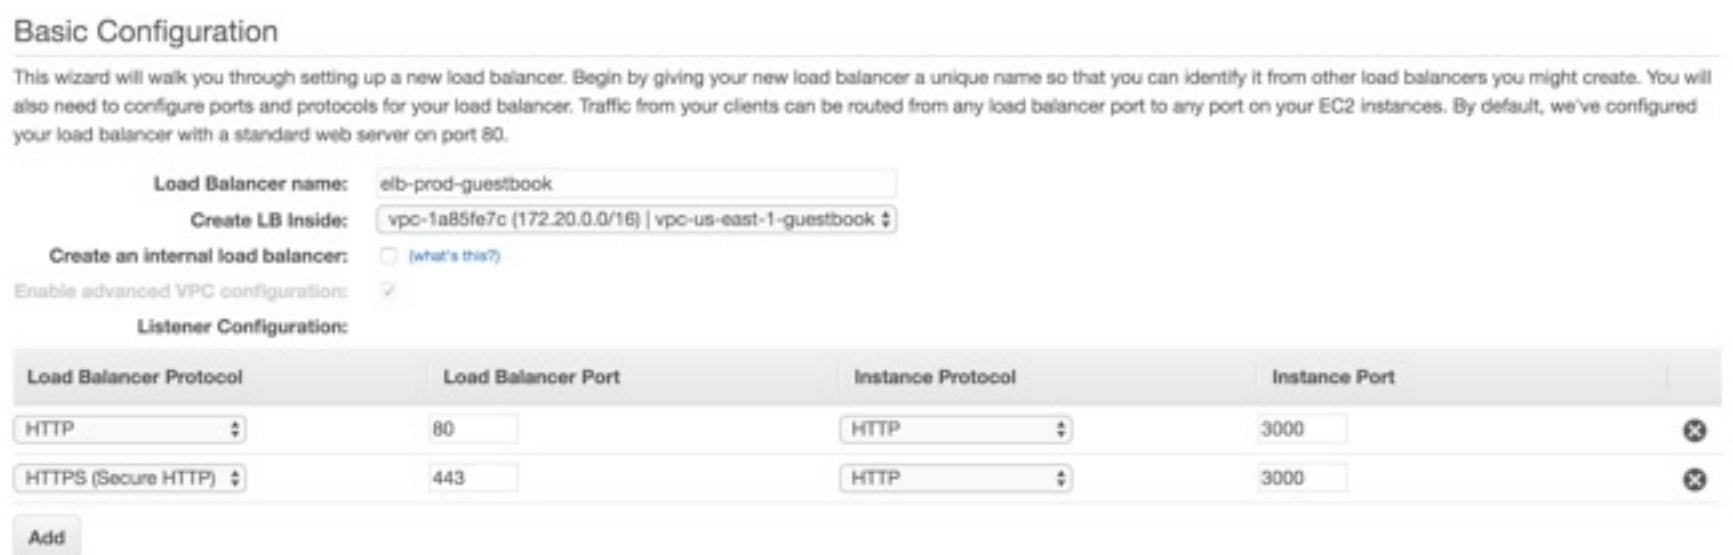 Basic Configuration
This wizard will walk you through setting up a new load balancer. Begin by giving your new load balancer a unique name so that you can identify it from other load balancers you might create. You will
also need to configure ports and protocols for your load balancer. Traffic from your clients can be routed from any load balancer port to any port on your EC2 instances. By default, we've configured
your load balancer with a standard web server on port 80.
Load Balancer name: elb-prod-guestbook
Create LB Inside: vpc-1a85fe7c (172.20.0.0/16) | vpc-us-east-1-guestbook
Create an internal load balancer: (what's this?)
Enable advanced VPC configuration:
Listener Configuration:
Load Balancer Protocol Load Balancer Port Instance Protocol Instance Port
HTTP 80 HTTP 3000
HTTPS (Secure HTTP) 443 HTTP 3000
Add